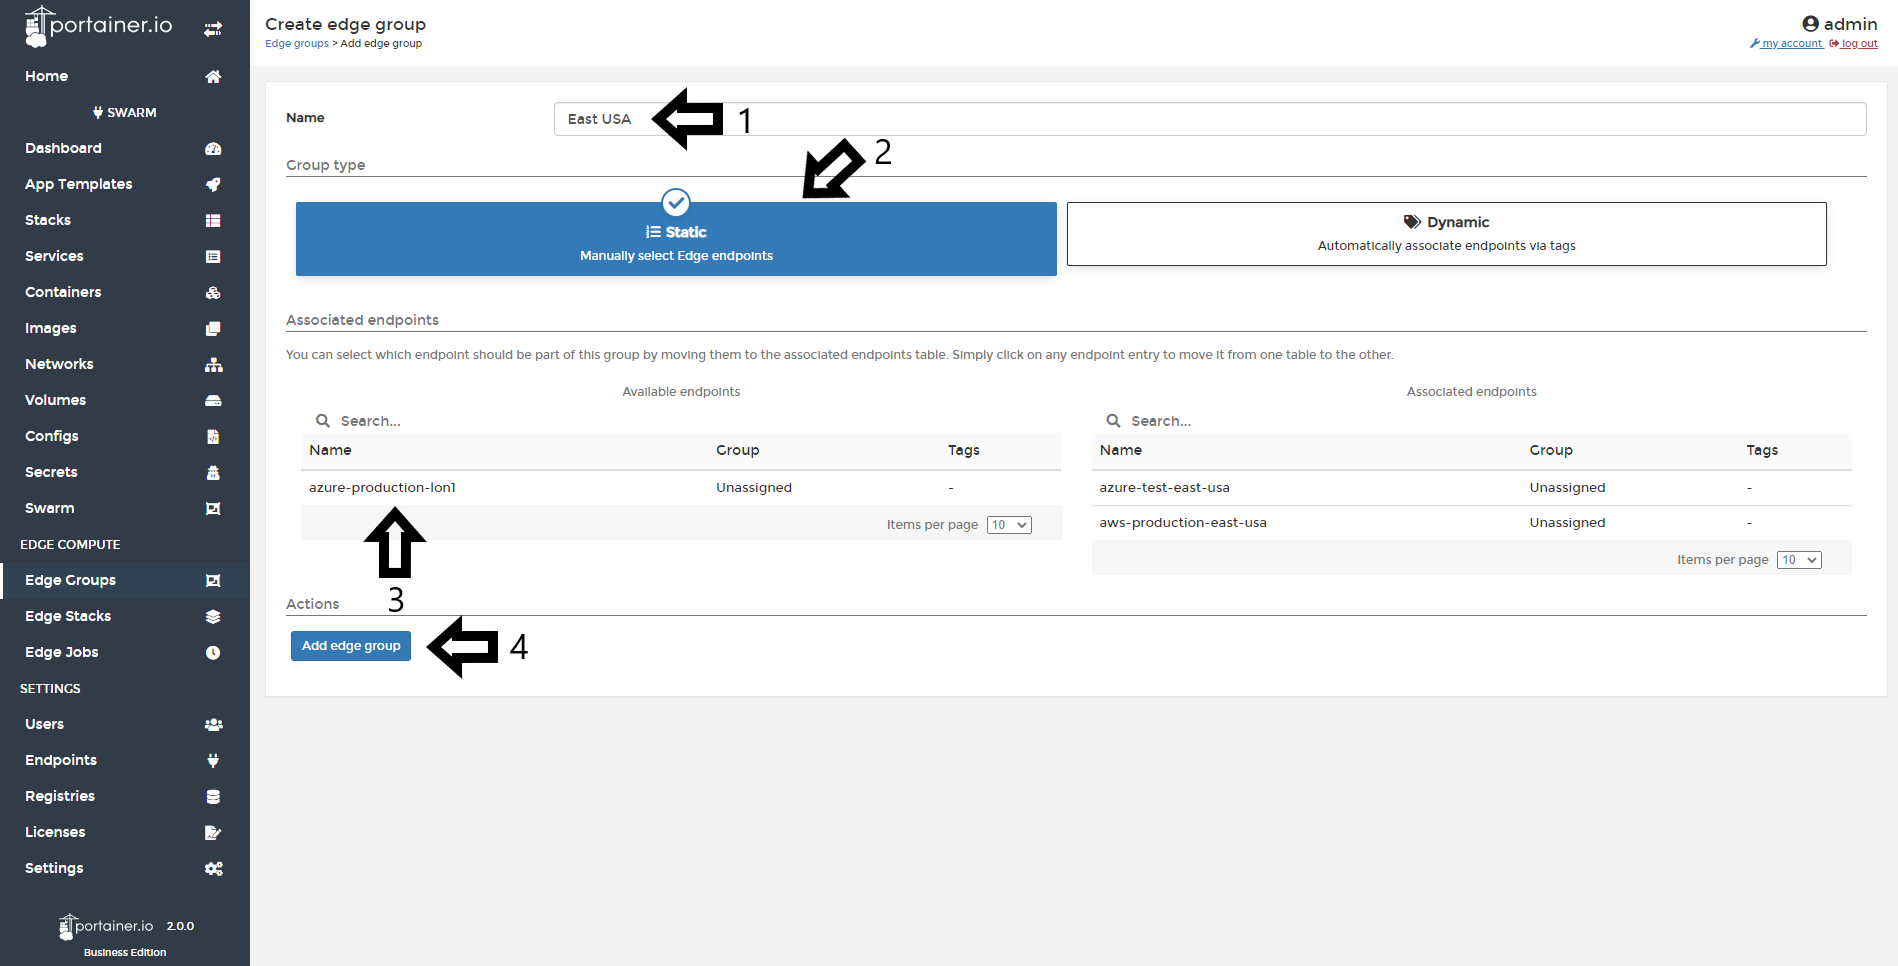 portainer.io
Home
SWARM
Dashboard
App Templates
Stacks
Services
Containers
Images
Networks
Volumes
Configs
Secrets
Swarm
EDGE COMPUTE
Edge Groups
Edge Stacks
Edge Jobs
SETTINGS
Users
Endpoints
Registries
Licenses
Settings
portainer.io 2.0.0
Business Edition
Create edge group
Edge groups > Add edge group
admin
my account log out
Name East USA 1
2
Group type
Static
Manually select Edge endpoints
Dynamic
Automatically associate endpoints via tags
Associated endpoints
You can select which endpoint should be part of this group by moving them to the associated endpoints table. Simply click on any endpoint entry to move it from one table to the other.
Available endpoints
Search...
Name Group Tags
azure-production-lon1 Unassigned -
Items per page 10
3
Associated endpoints
Search...
Name Group Tags
azure-test-east-usa Unassigned -
aws-production-east-usa Unassigned -
Items per page 10
Actions
Add edge group 4